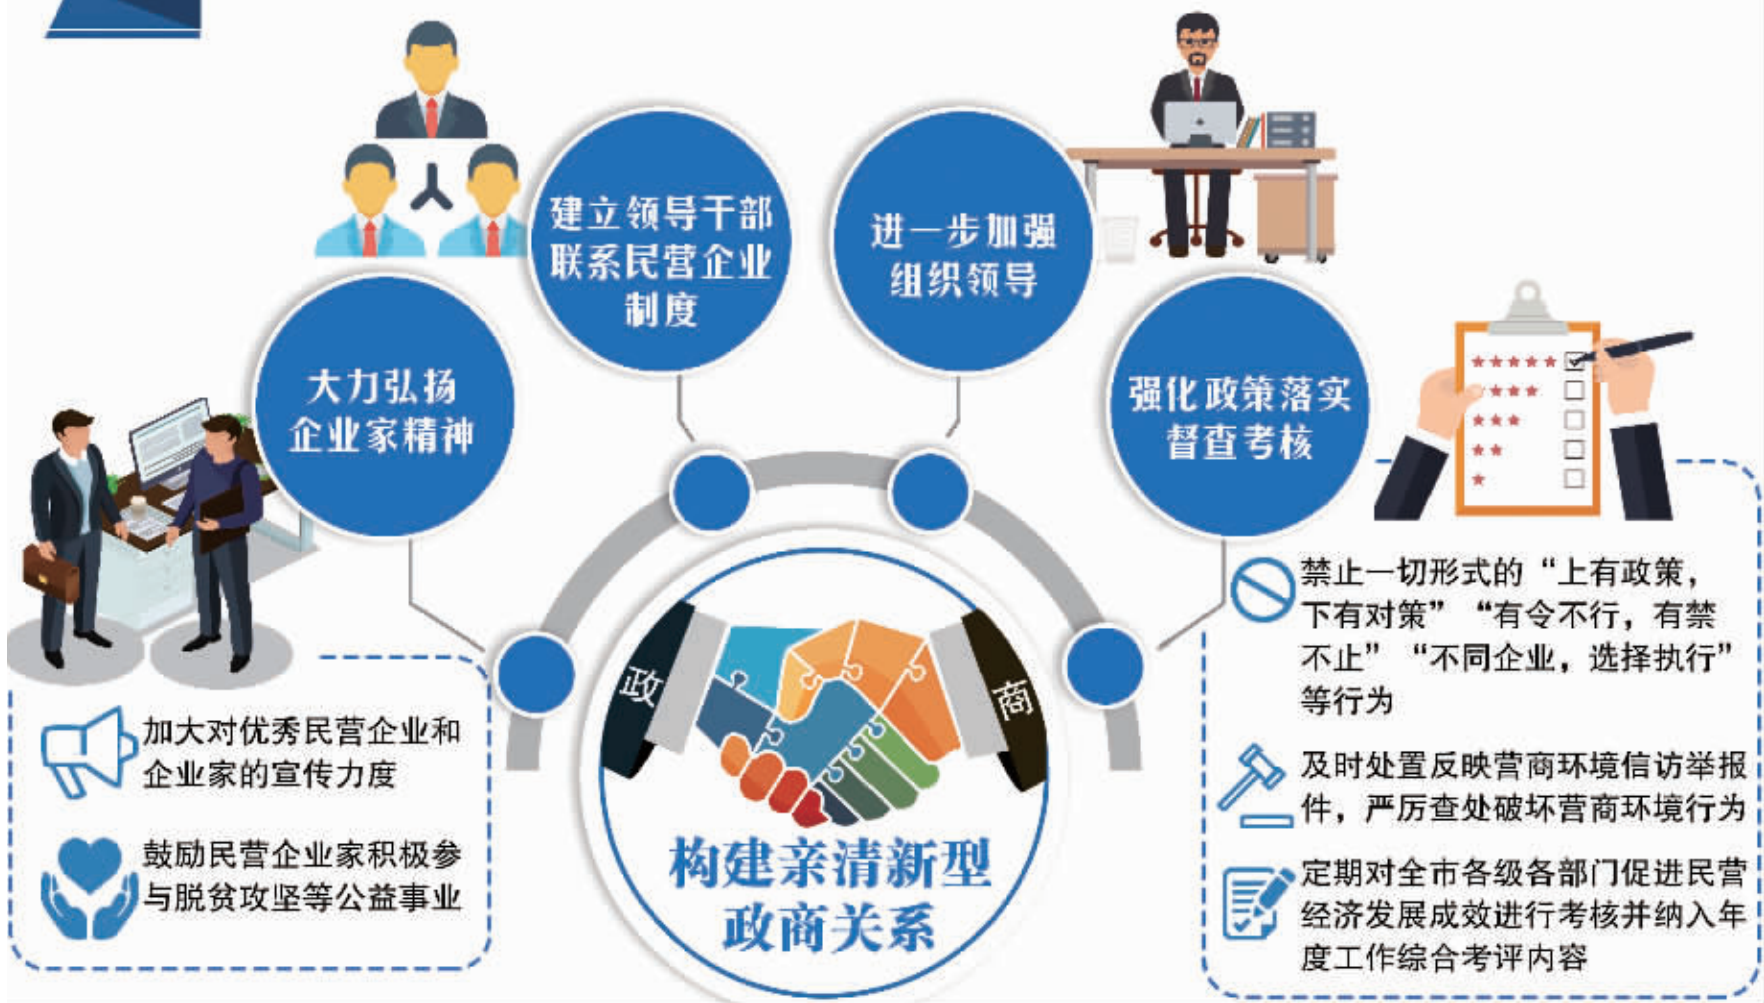 建立领导干部
联系民营企业
制度
进一步加强
组织领导
大力弘扬
企业家精神
强化政策落实
督查考核
政
商
构建亲清新型
政商关系
加大对优秀民营企业和
企业家的宣传力度
鼓励民营企业家积极参
与脱贫攻坚等公益事业
禁止一切形式的“上有政策，
下有对策”“有令不行，有禁
不止”“不同企业，选择执行”
等行为
及时处置反映营商环境信访举报
件，严厉查处破坏营商环境行为
定期对全市各级各部门促进民营
经济发展成效进行考核并纳入年
度工作综合考评内容